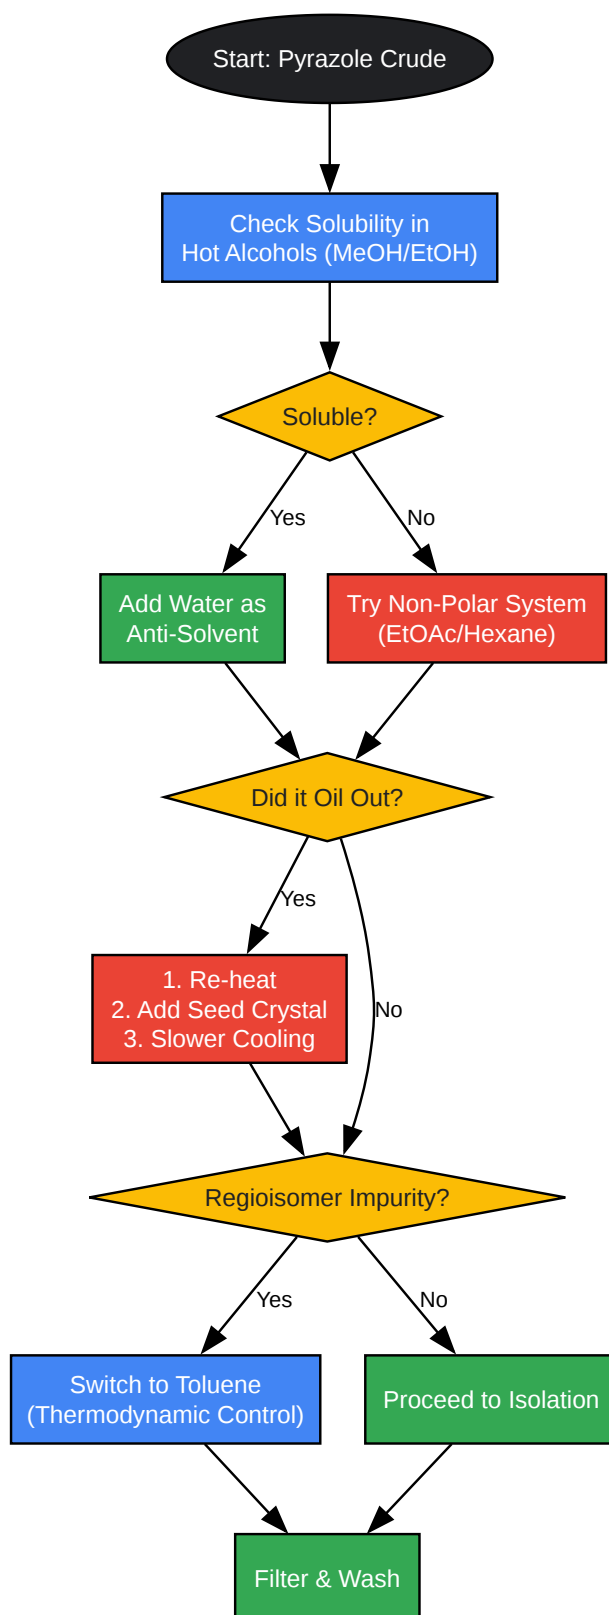 Start: Pyrazole Crude
Check Solubility in
Hot Alcohols (MeOH/EtOH)
Soluble?
Yes
No
Add Water as
Anti-Solvent
Try Non-Polar System
(EtOAc/Hexane)
Did it Oil Out?
Yes
1. Re-heat
2. Add Seed Crystal
3. Slower Cooling
No
Regioisomer Impurity?
Yes
No
Switch to Toluene
(Thermodynamic Control)
Proceed to Isolation
Filter & Wash